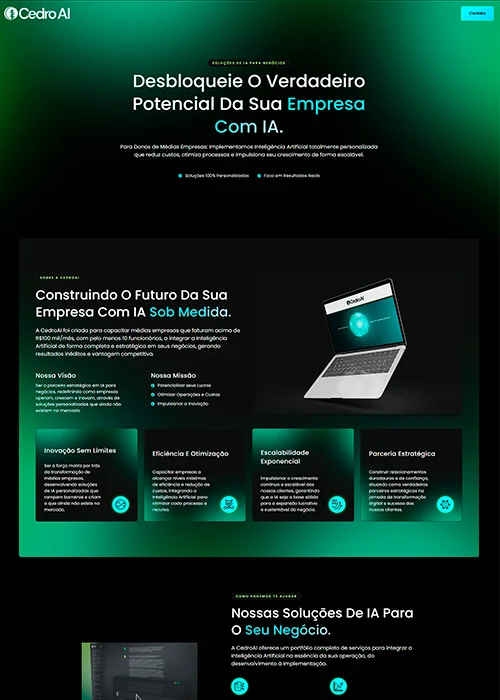 Cedro AI
Contato
SOLUÇÕES DE IA PARA NEGÓCIOS
Desbloqueie O Verdadeiro
Potencial Da Sua Empresa
Com IA.
Para Donos de Médias Empresas: Implementamos Inteligência Artificial totalmente personalizada
que reduz custos, otimiza processos e impulsiona seu crescimento de forma escalável.
Soluções 100% Personalizadas
Foco em Resultados Reais
SOBRE A CEDROAI
Construindo O Futuro Da Sua
Empresa Com IA Sob Medida.
A CedroAI foi criada para capacitar médias empresas que faturam acima de
R$100 mil/mês, com pelo menos 10 funcionários, a integrar a Inteligência
Artificial de forma completa e estratégica em seus negócios, gerando
resultados inéditos e vantagem competitiva.
CedroAI
Nossa Visão
Ser a parceira estratégica em IA para
negócios, redefinindo como empresas
operam, crescem e inovam, através de
soluções personalizadas que ainda não
existem no mercado.
Nossa Missão
Potencializar seus Lucros
Otimizar Operações e Custos
Impulsionar a Inovação
Inovação Sem Limites
Ser a força motriz por trás
da transformação de
médias empresas,
desenvolvendo soluções
de IA personalizadas que
rompem barreiras e criam
o que ainda não existe no
mercado.
Eficiência E Otimização
Capacitar empresas a
alcançar níveis máximos
de eficiência e redução de
custos, integrando a
Inteligência Artificial para
otimizar cada processo e
recurso.
Escalabilidade
Exponencial
Impulsionar o crescimento
contínuo e escalável dos
nossos clientes, garantindo
que a IA seja a base sólida
para a expansão lucrativa
e sustentável do negócio.
Parceria Estratégica
Construir relacionamentos
duradouros e de confiança,
atuando como verdadeiros
parceiros estratégicos na
jornada de transformação
digital e sucesso dos
nossos clientes.
COMO PODEMOS TE AJUDAR
Nossas Soluções De IA Para
O Seu Negócio.
A CedroAI oferece um portfólio completo de serviços para integrar a
Inteligência Artificial na essência da sua operação, do
desenvolvimento à implementação.